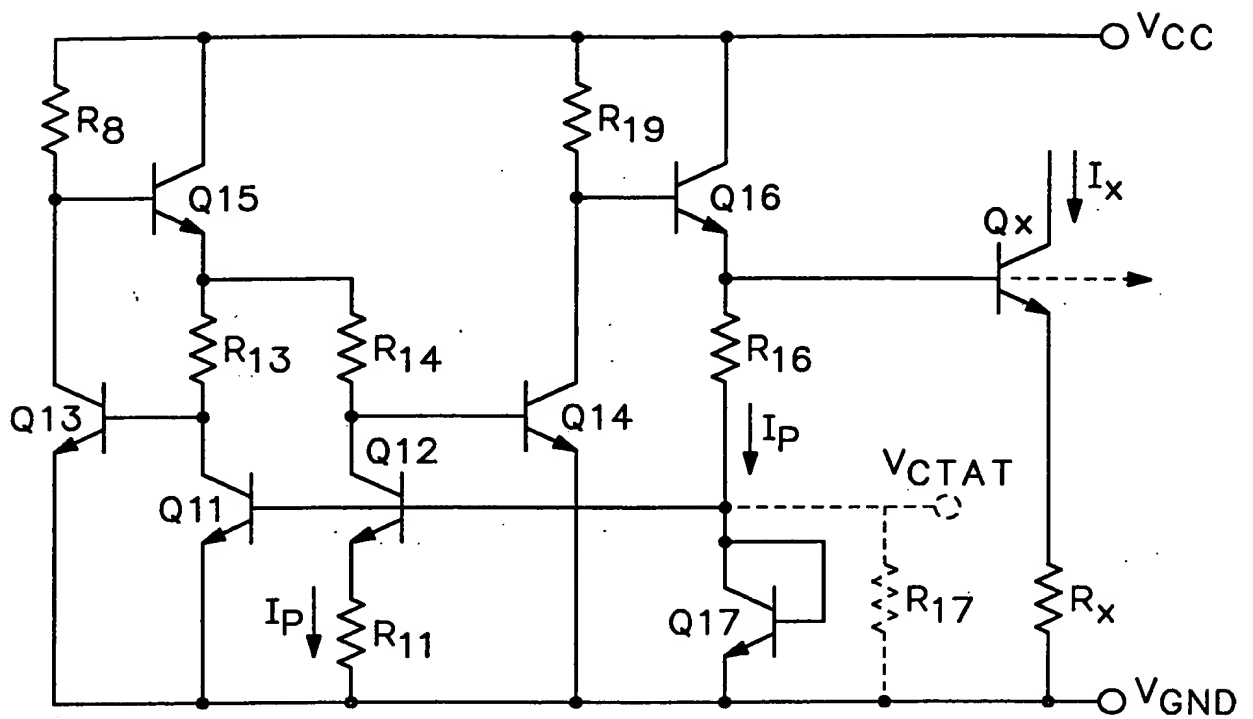 VCC
R8
R19
Q15
Q16
Ix
Qx
R13
R14
R16
Q13
Q14
IP
Q12
VCTAT
Q11
IP
R11
Q17
R17
Rx
VGND